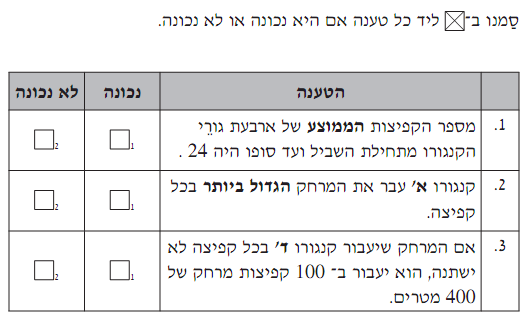 סַמנו ב־☒ ליד כל טענה אם היא נכונה או לא נכונה.
הטענה נכונה לא נכונה
1. מספר הקפיצות הממוצע של ארבעת גורֵי
הקנגורו מתחילת השביל ועד סופו היה 24 .
1 2
2. קנגורו א' עבר את המרחק הגדול ביותר בכל
קפיצה.
1 2
3. אם המרחק שיעבור קנגורו ד' בכל קפיצה לא
ישתנה, הוא יעבור ב־ 100 קפיצות מרחק של
400 מטרים.
1 2